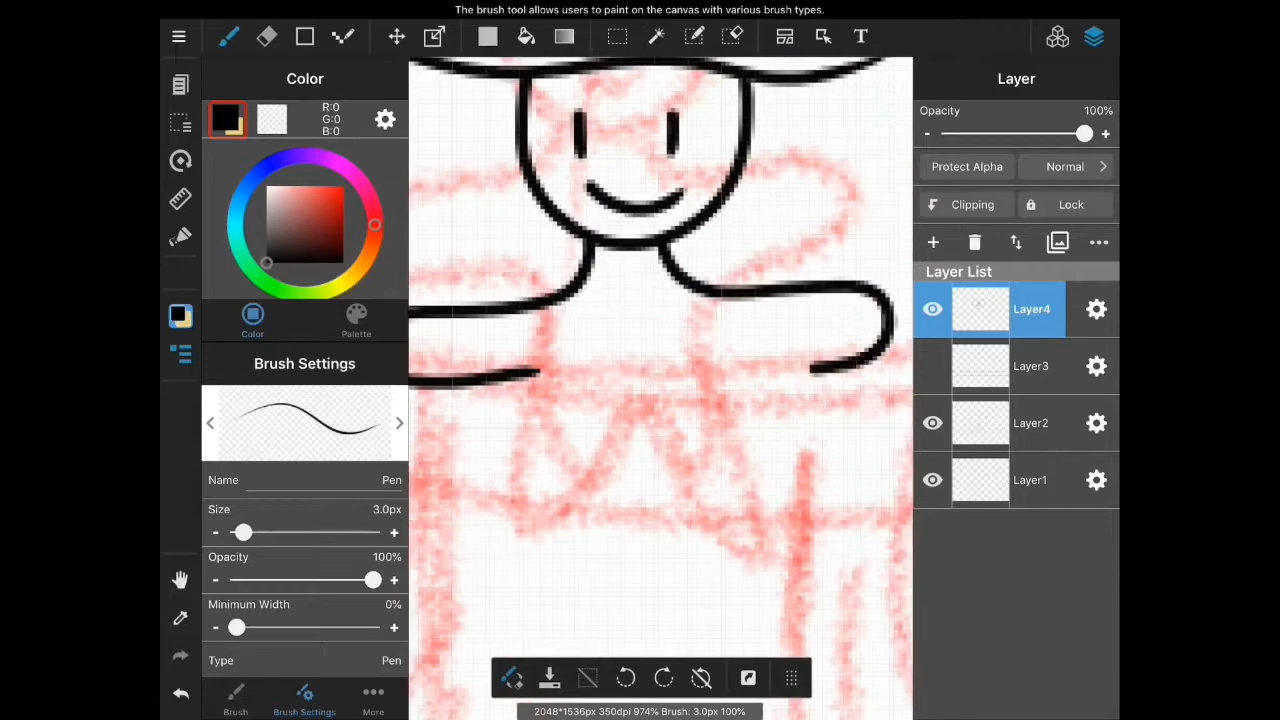 The brush tool allows users to paint on the canvas with various brush types.
T
Color
Layer
R:0
G:0
B:0
Opacity 100%
- +
Protect Alpha Normal
Clipping Lock
Layer List
Layer4
Color Palette
Layer3
Brush Settings
Layer2
Name Pen
Layer1
Size 3.0px
- +
Opacity 100%
- +
Minimum Width 0%
- +
Type Pen
Brush Brush Settings More
2048*1536px 350dpi 974% Brush: 3.0px 100%